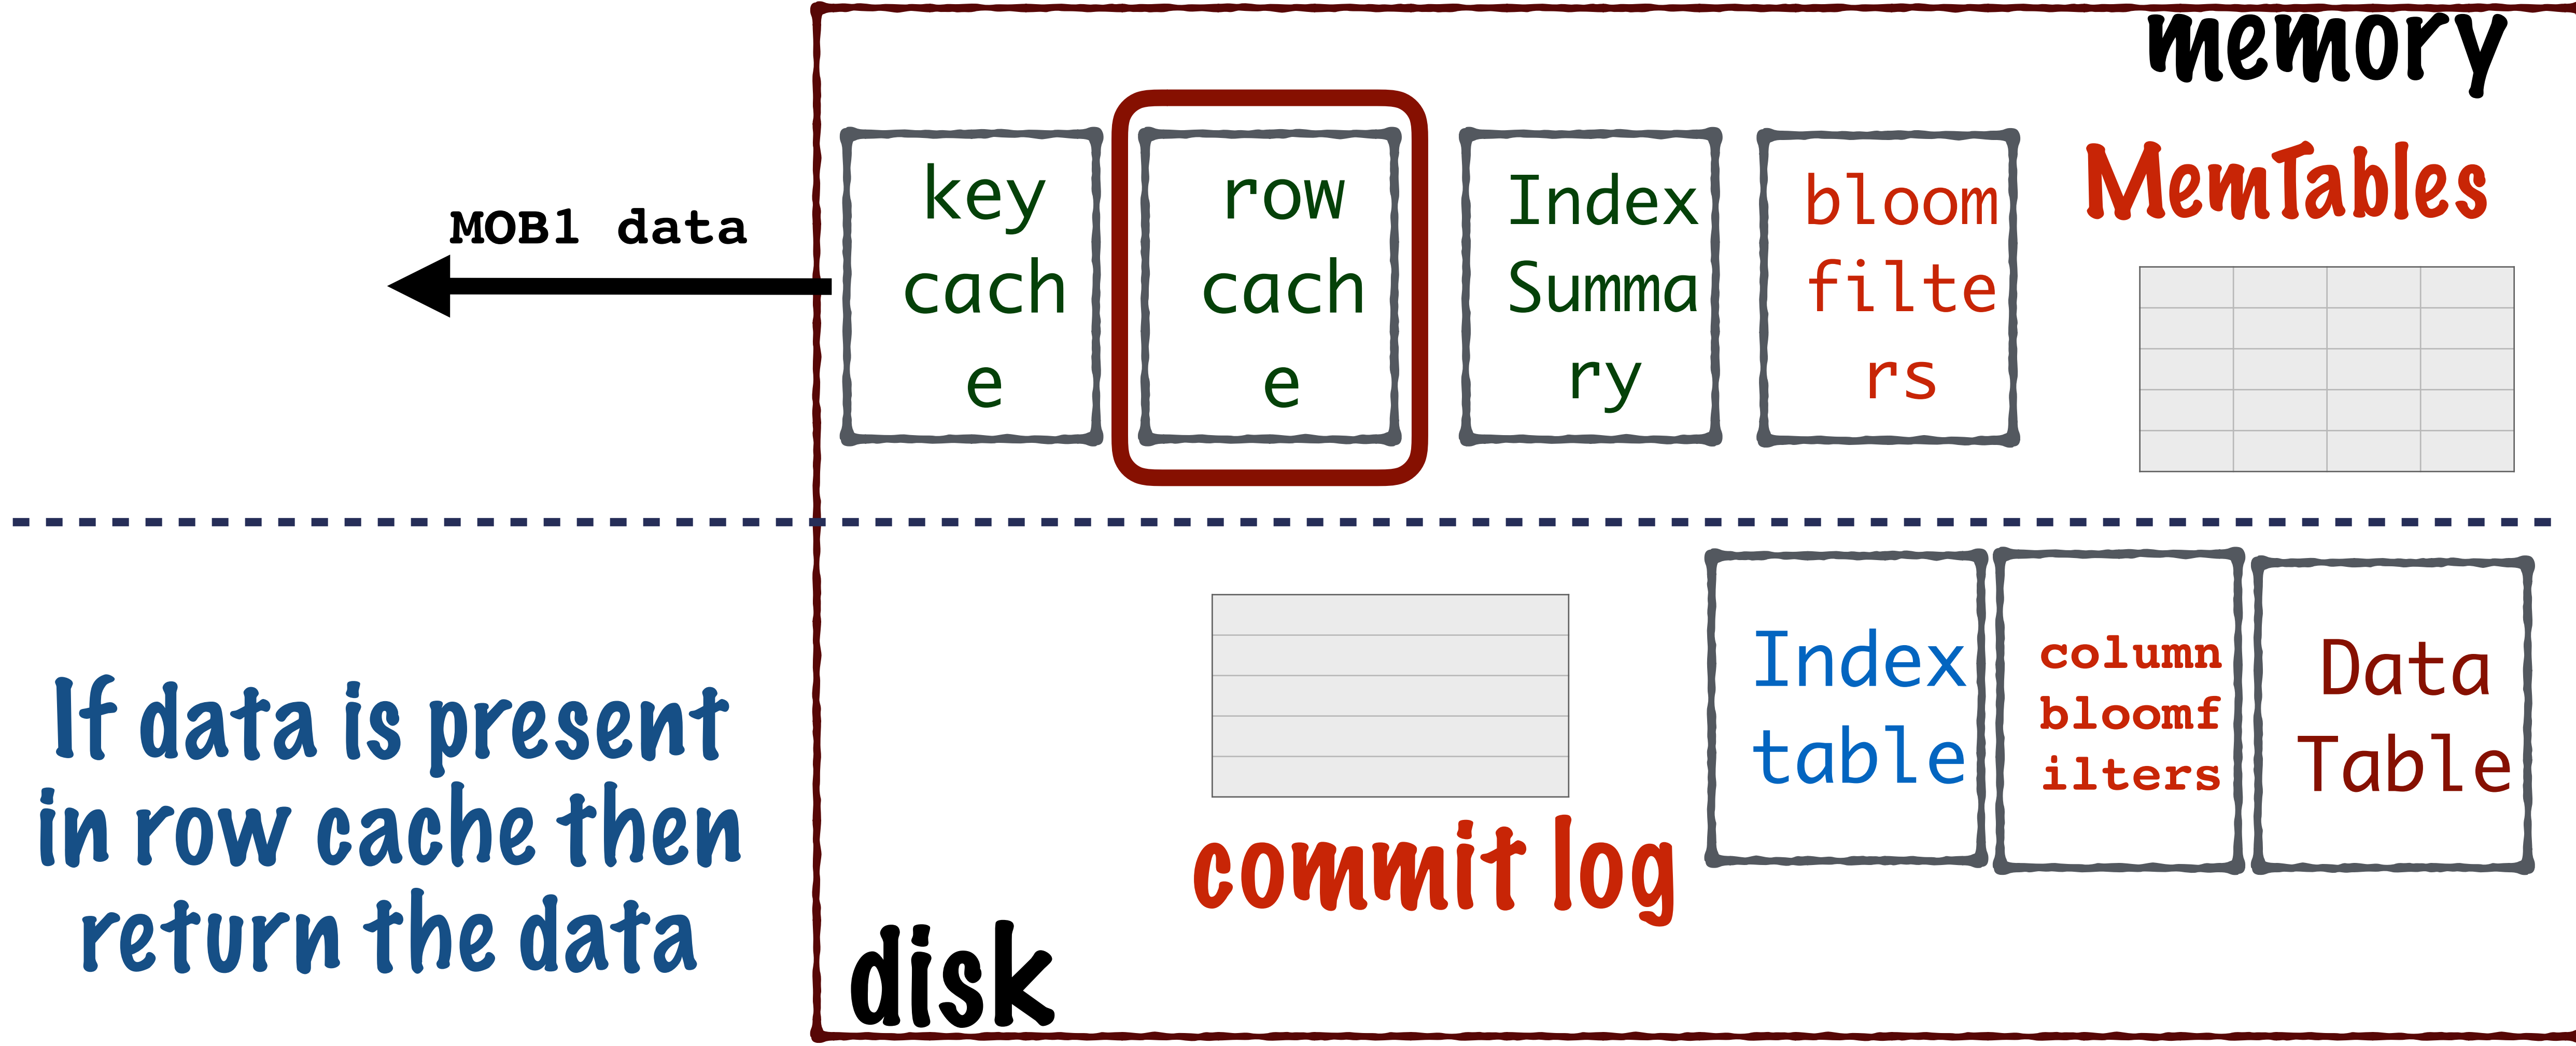 memory
MOB1 data
key
cach
e
row
cach
e
Index
Summa
ry
bloom
filte
rs
MemTables
If data is present
in row cache then
return the data
commit log
Index
table
column
bloomf
ilters
Data
Table
disk